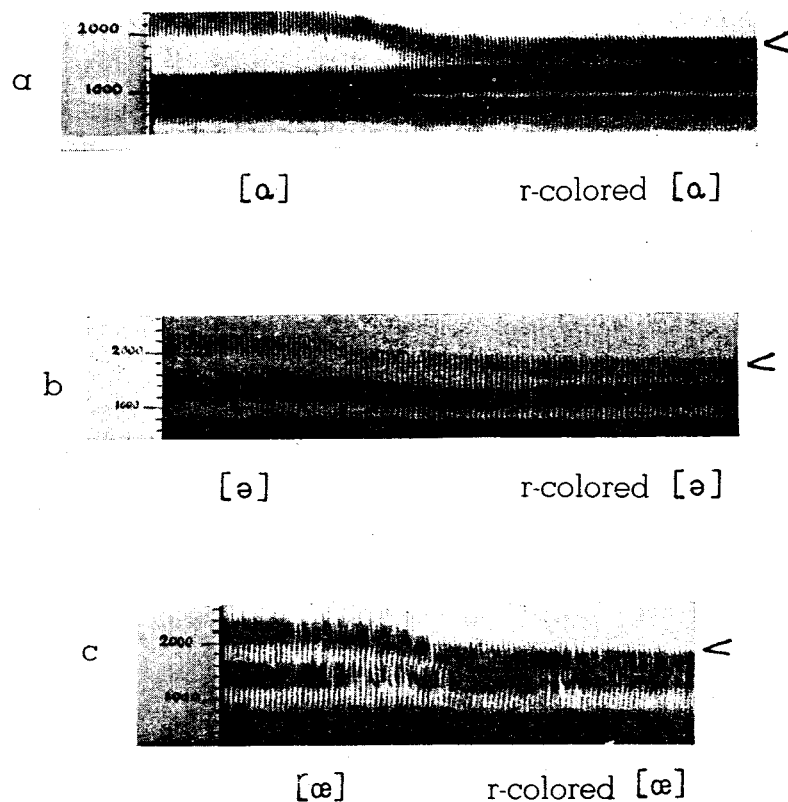 2000
<
a
1000
[ɑ] r-colored [ɑ]
2000
<
b
1000
[ə] r-colored [ə]
2000
<
c
1000
[œ] r-colored [œ]